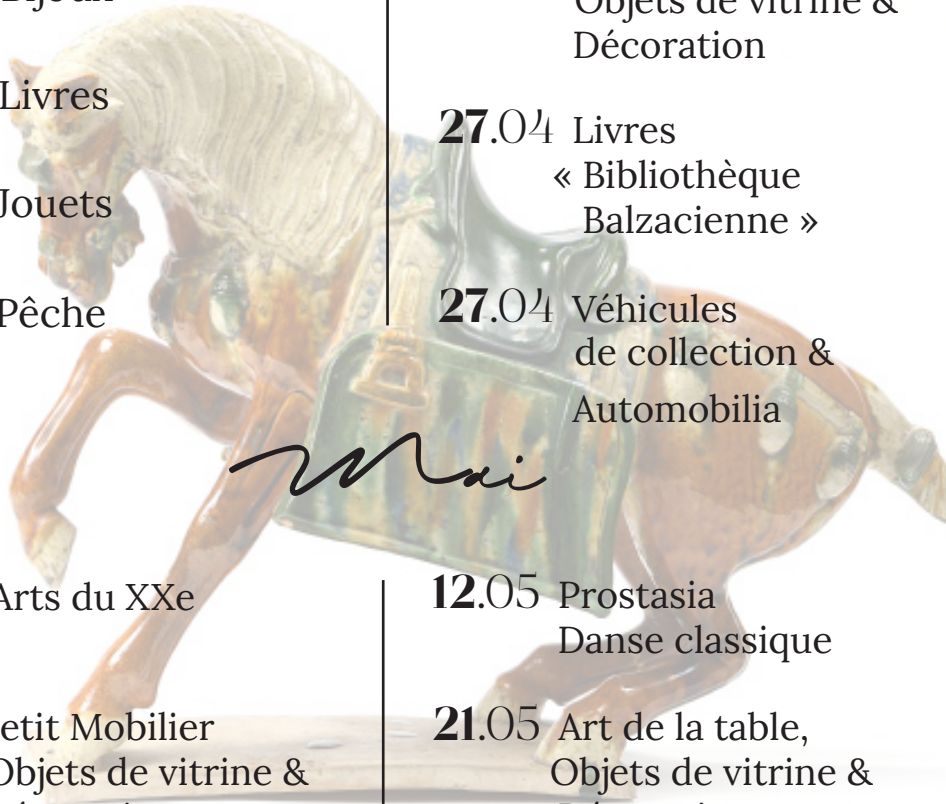 Livres
Jouets
Pêche
Objets de vitrine &
Décoration
27.04 Livres
« Bibliothèque
Balzacienne »
27.04 Véhicules
de collection &
Automobilia
Mai
Arts du XXe
etit Mobilier
Objets de vitrine &
12.05 Prostasia
Danse classique
21.05 Art de la table,
Objets de vitrine &